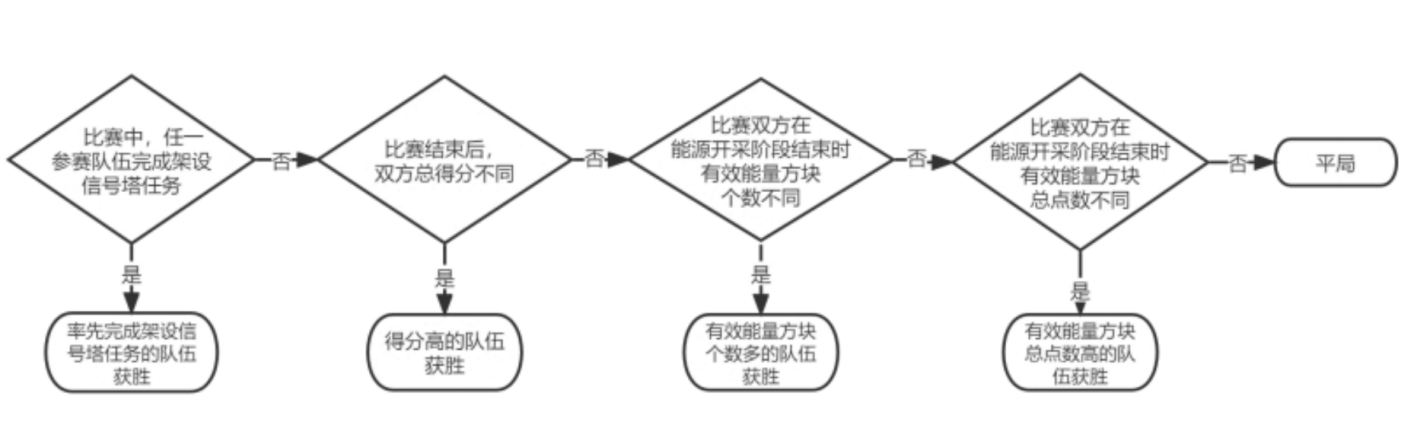 比赛中，任一
参赛队伍完成架设
信号塔任务
否
比赛结束后，
双方总得分不同
否
比赛双方在
能源开采阶段结束时
有效能量方块
个数不同
否
比赛双方在
能源开采阶段结束时
有效能量方块
总点数不同
否
平局
是
是
是
是
率先完成架设信
号塔任务的队伍
获胜
得分高的队伍
获胜
有效能量方块
个数多的队伍
获胜
有效能量方块
总点数高的队
伍获胜